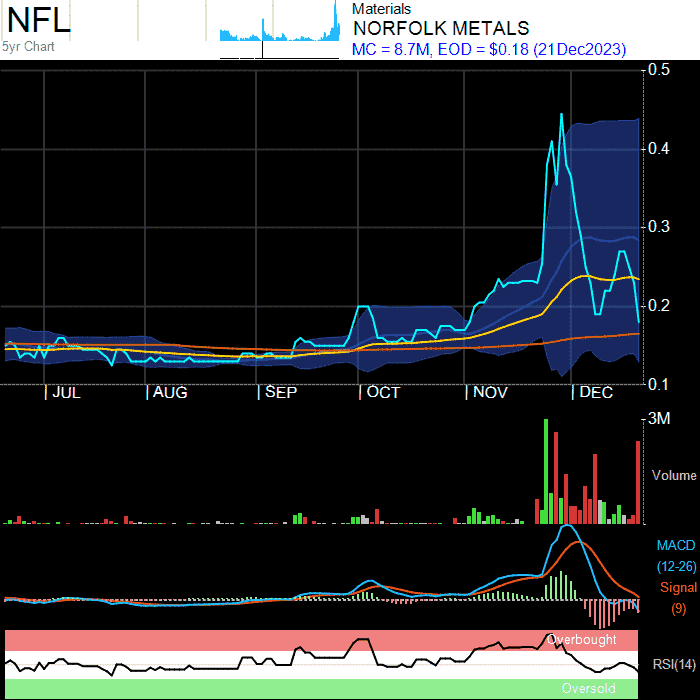 NFL
5yr Chart
Materials
NORFOLK METALS
MC = 8.7M, EOD = $0.18 (21Dec2023)
0.5
0.4
0.3
0.2
0.1
JUL
AUG
SEP
OCT
NOV
DEC
3M
Volume
MACD
(12-26)
Signal
(9)
Overbought
RSI(14)
Oversold